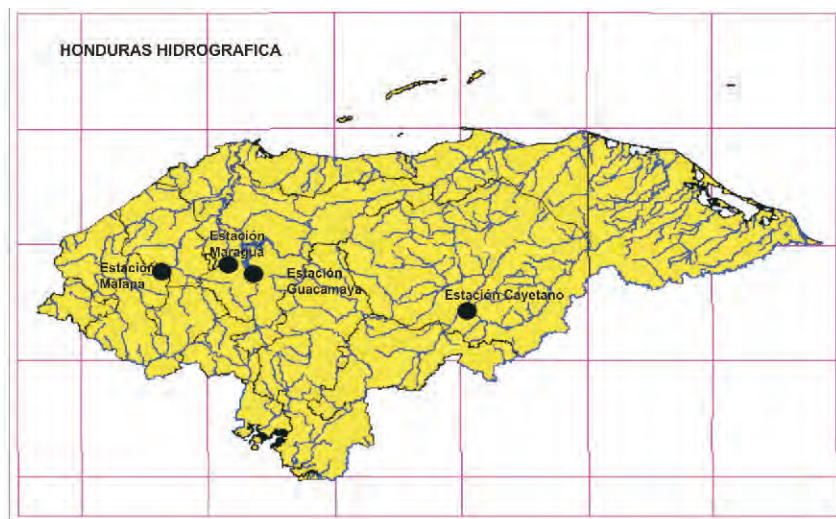 HONDURAS HIDROGRAFICA
Estación
Maragua
Estación
Malapa
Estación
Guacamaya
Estación Cayetano